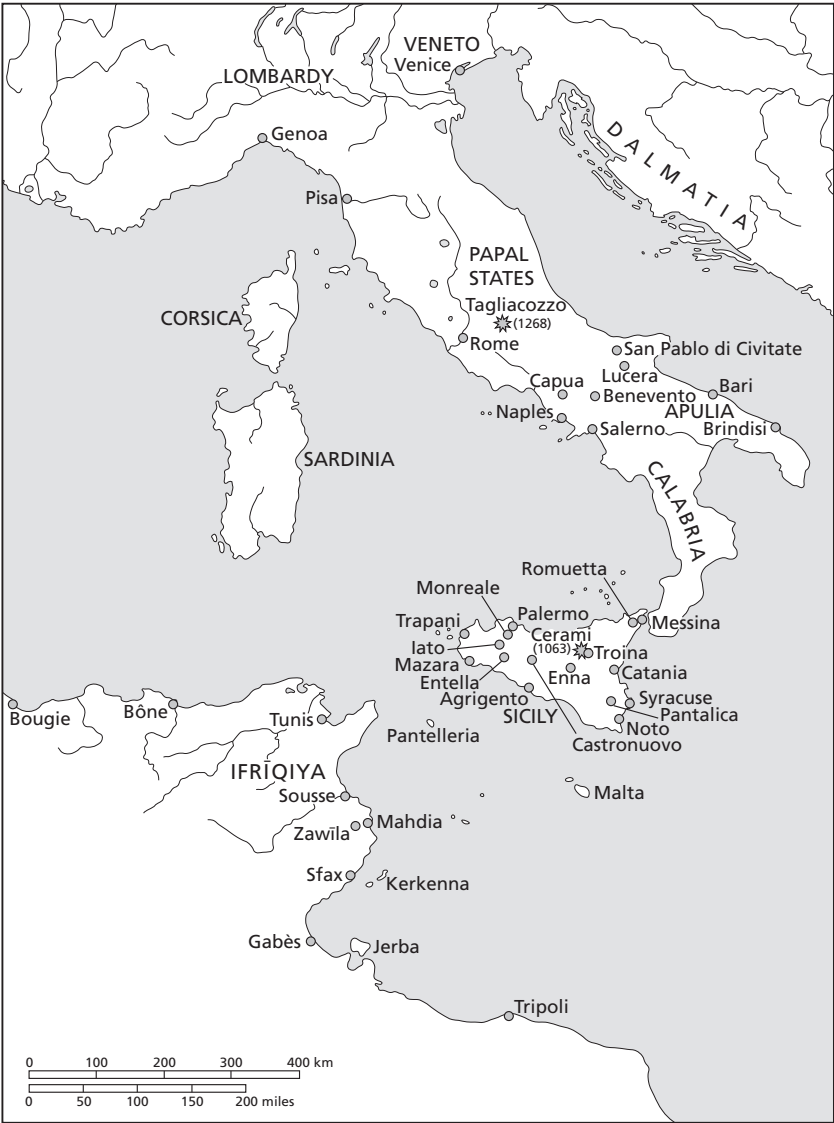 VENETO
Venice
LOMBARDY
DALMATIA
Genoa
Pisa
PAPAL
STATES
Tagliacozzo
(1268)
CORSICA
Rome
San Pablo di Civitate
Lucera
Capua
Benevento
Bari
APULIA
Naples
Salerno
Brindisi
SARDINIA
CALABRIA
Romuetta
Monreale
Palermo
Messina
Trapani
Cerami
(1063)
Troina
Iato
Mazara
Catania
Enna
Entella
Agrigento
Syracuse
SICILY
Pantalica
Noto
Castronuovo
Bougie
Bône
Tunis
Pantelleria
IFRĪQIYA
Sousse
Malta
Mahdia
Zawīla
Sfax
Kerkenna
Gabès
Jerba
Tripoli
0 100 200 300 400 km
0 50 100 150 200 miles